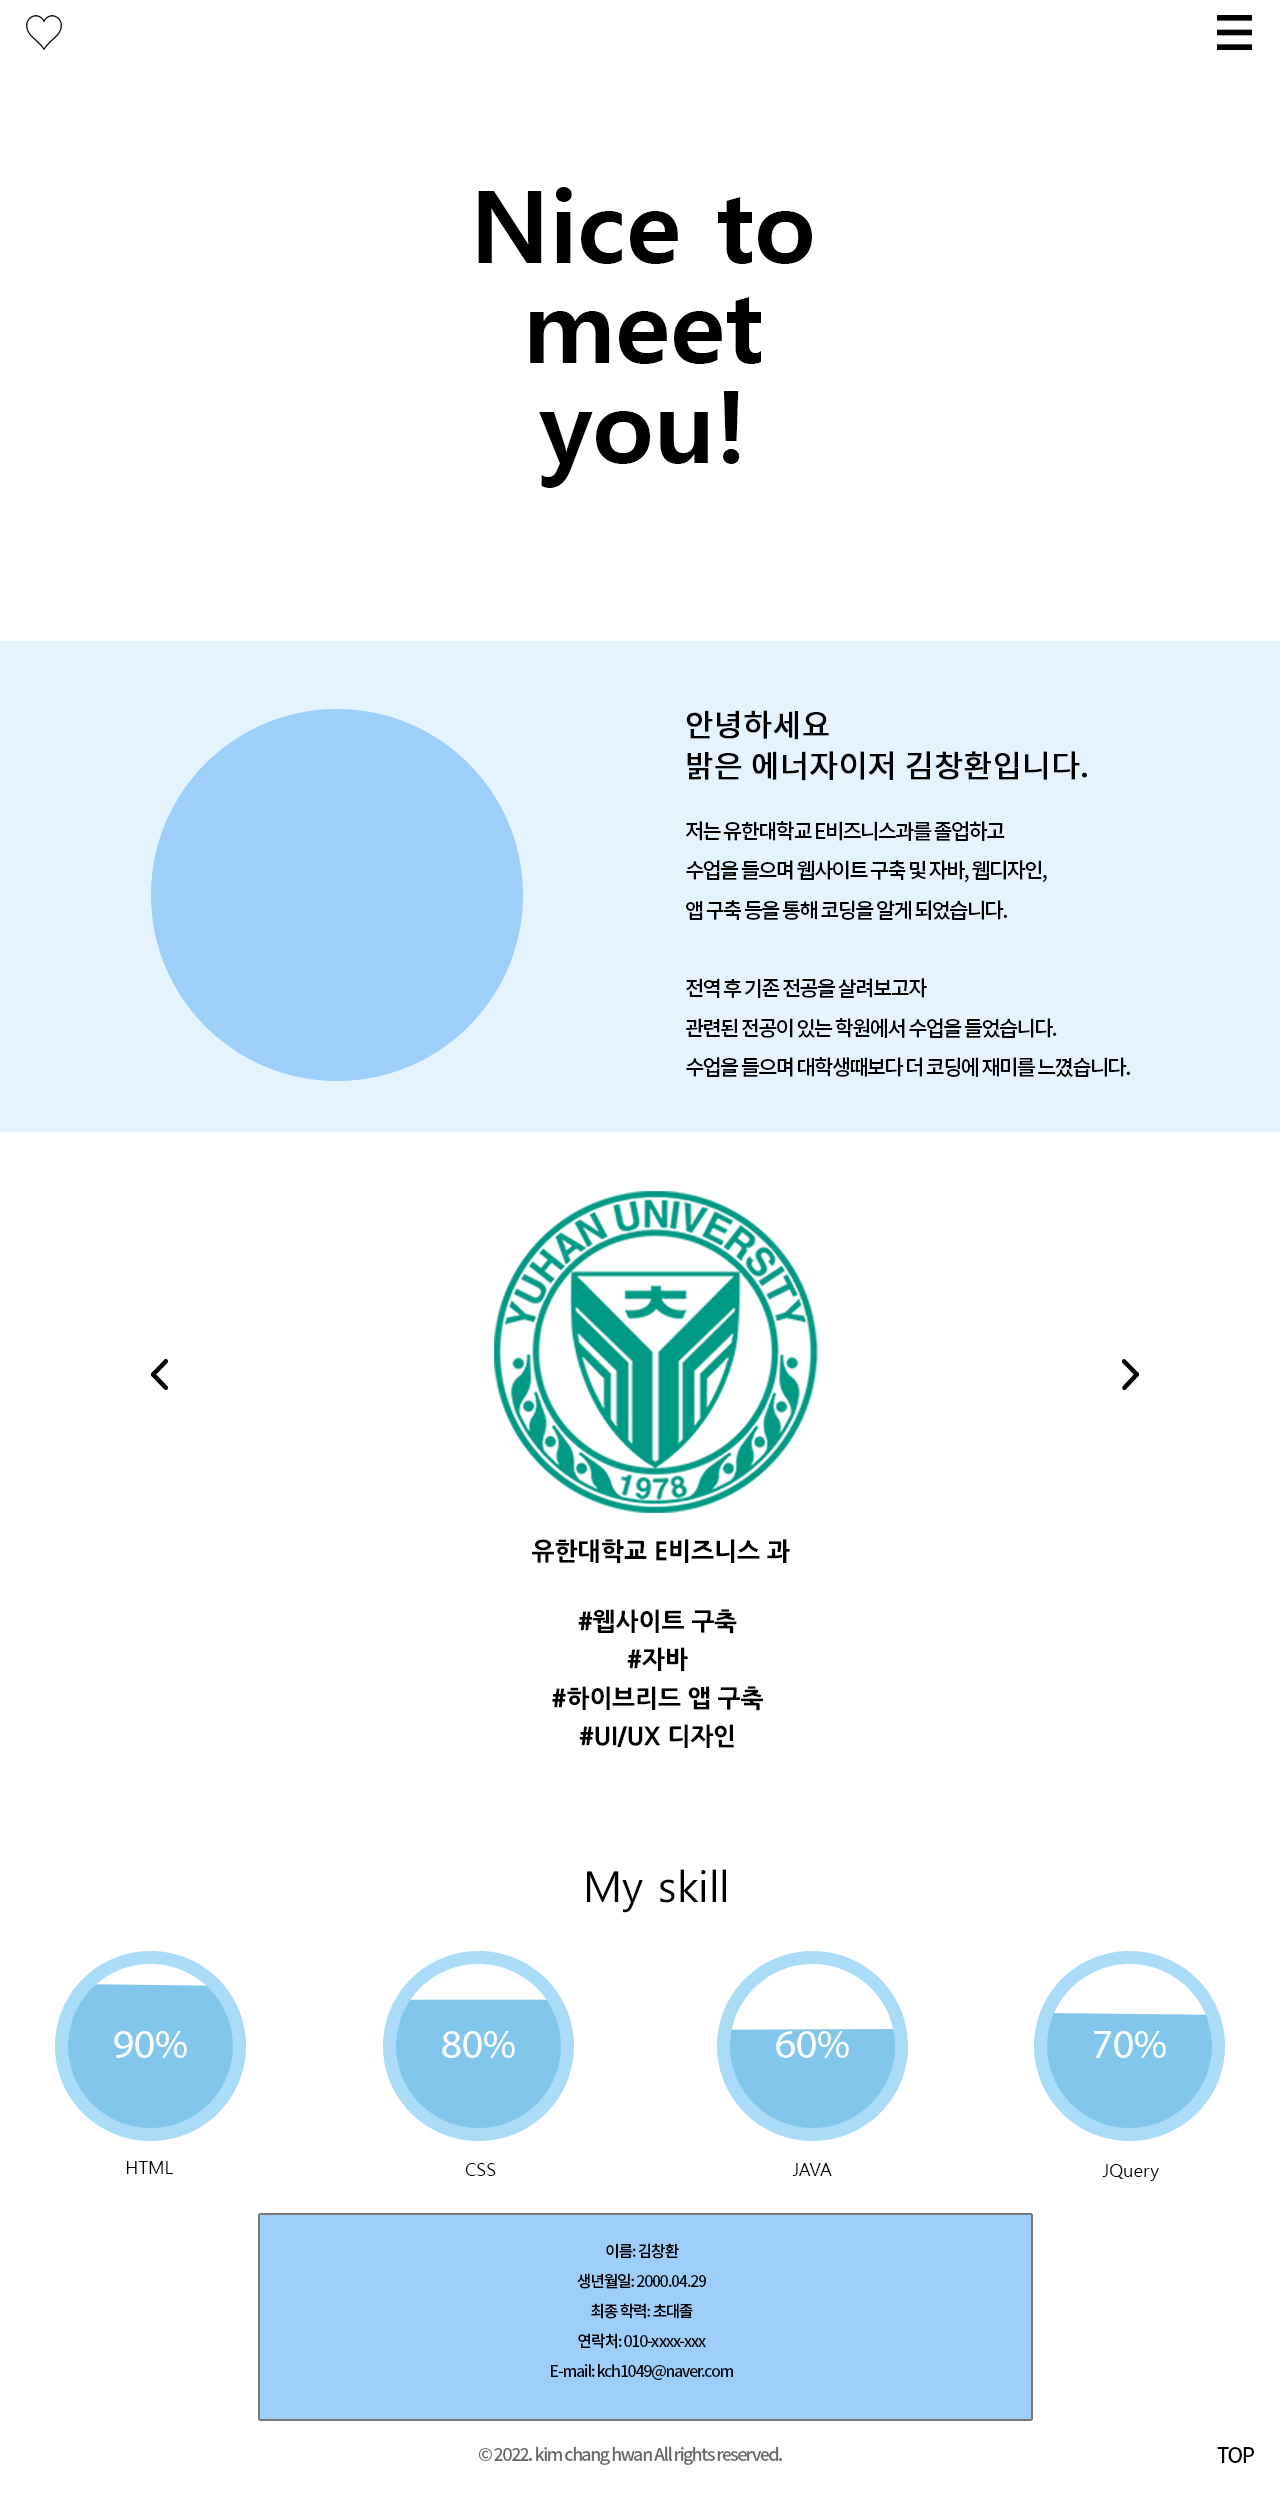 Nice to
meet
you!
안녕하세요
밝은 에너자이저 김창환입니다.
저는 유한대학교 E비즈니스과를 졸업하고
수업을 들으며 웹사이트 구축 및 자바, 웹디자인,
앱 구축 등을 통해 코딩을 알게 되었습니다.
전역 후 기존 전공을 살려보고자
관련된 전공이 있는 학원에서 수업을 들었습니다.
수업을 들으며 대학생때보다 더 코딩에 재미를 느꼈습니다.
YUHAN UNIVERSITY
대
1978
유한대학교 E비즈니스 과
#웹사이트 구축
#자바
#하이브리드 앱 구축
#UI/UX 디자인
My skill
90%
80%
60%
70%
HTML
CSS
JAVA
JQuery
이름: 김창환
생년월일: 2000.04.29
최종 학력: 초대졸
연락처: 010-xxxx-xxx
E-mail: kch1049@naver.com
© 2022. kim chang hwan All rights reserved.
TOP